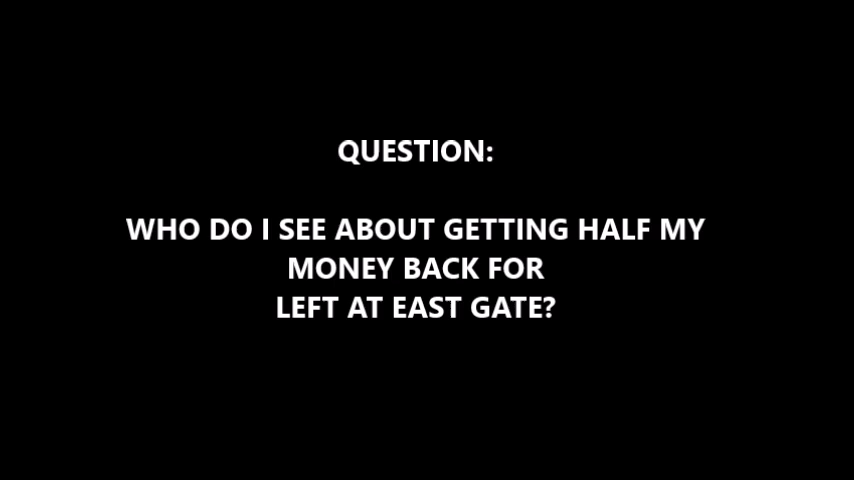 QUESTION:
WHO DO I SEE ABOUT GETTING HALF MY
MONEY BACK FOR
LEFT AT EAST GATE?